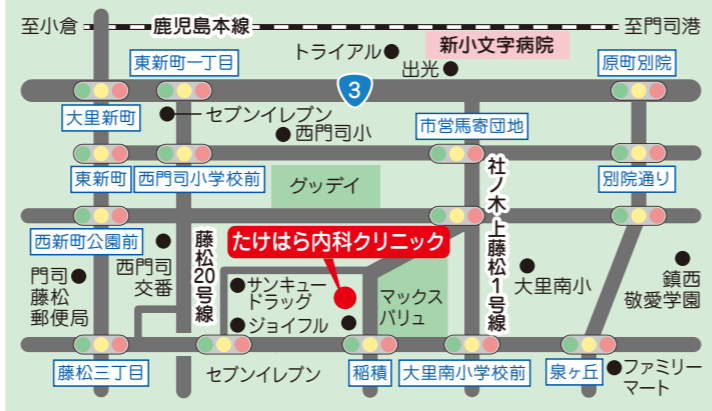 至小倉
鹿児島本線
至門司港
東新町一丁目
トライアル
新小文字病院
出光
原町別院
3
大里新町
セブンイレブン
西門司小
市営馬寄団地
東新町
西門司小学校前
グッデイ
社ノ木上藤松1号線
別院通り
西新町公園前
藤松20号線
たけはら内科クリニック
門司
藤松
郵便局
西門司
交番
サンキュー
ドラッグ
ジョイフル
マックス
バリュ
大里南小
鎮西
敬愛学園
藤松三丁目
セブンイレブン
稲積
大里南小学校前
泉ヶ丘
ファミリー
マート